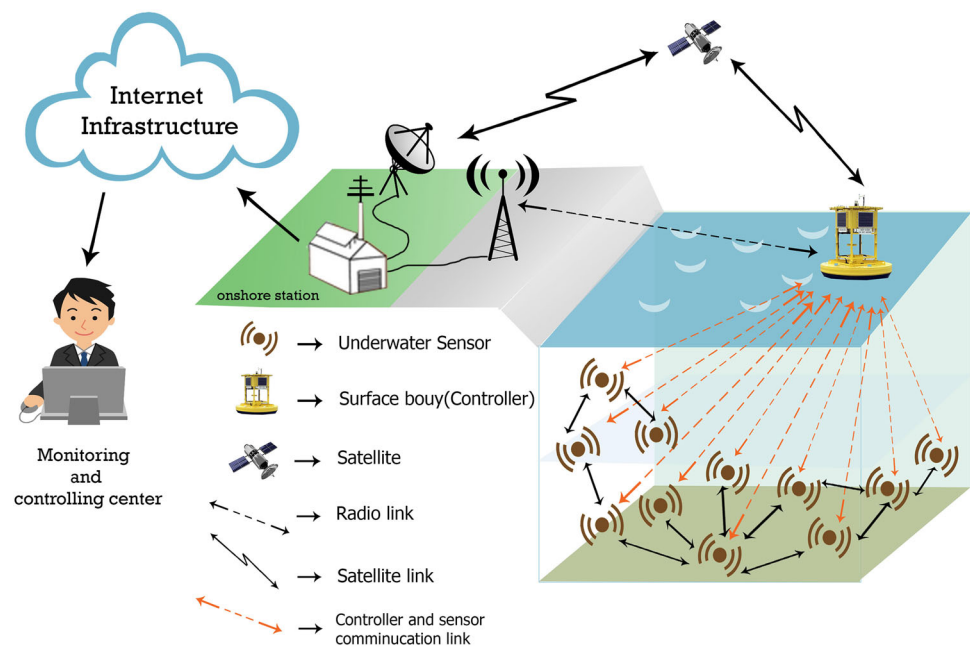 Internet
Infrastructure
onshore station
Monitoring
and
controlling center
Underwater Sensor
Surface bouy(Controller)
Satellite
Radio link
Satellite link
Controller and sensor
comminucation link